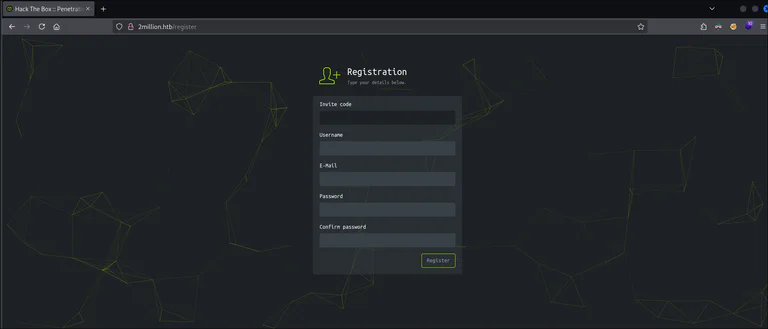 Hack The Box :: Penetrat
2million.htb/register
Registration
Type your details below.
Invite code
Username
E-Mail
Password
Confirm password
Register